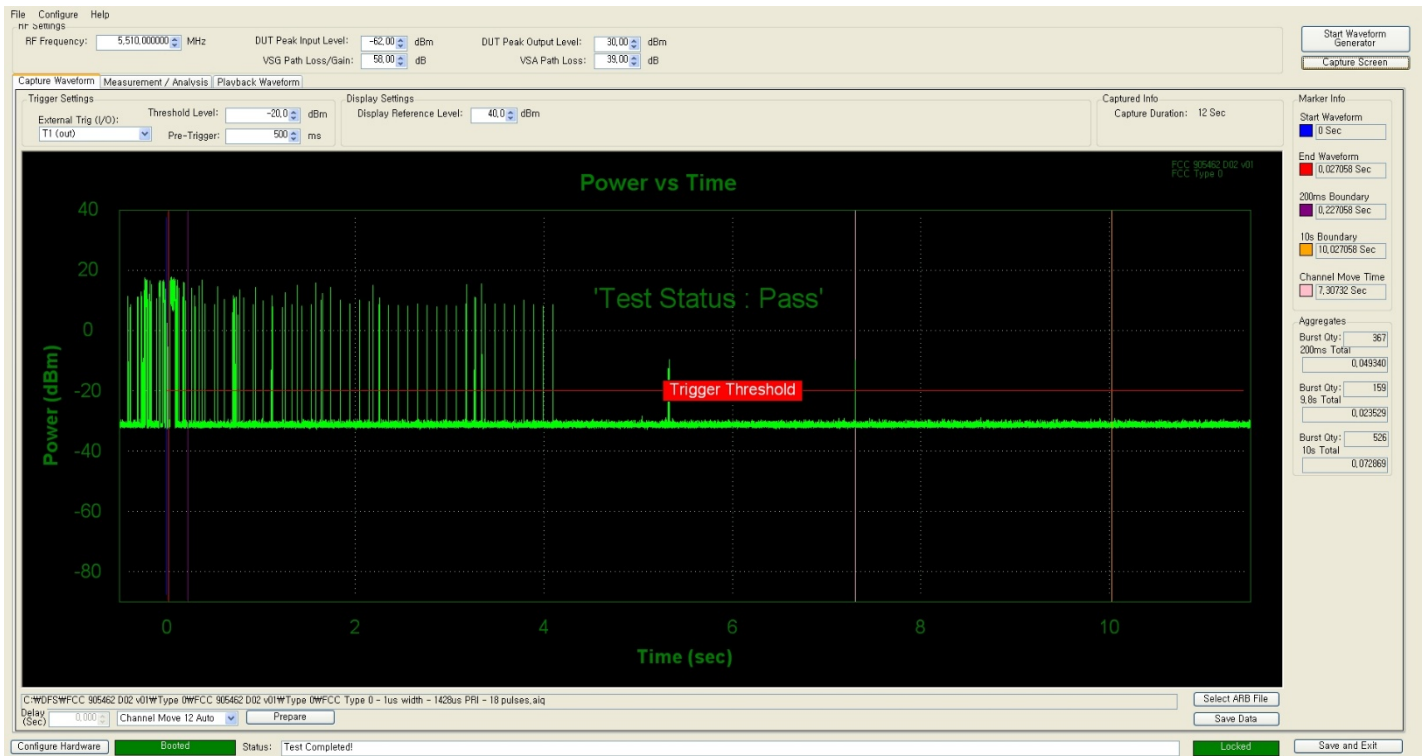 File Configure Help
RF Settings
RF Frequency: 5,510,000000 MHz DUT Peak Input Level: -62,00 dBm DUT Peak Output Level: 30,00 dBm
VSG Path Loss/Gain: 58,00 dB VSA Path Loss: 39,00 dB
Start Waveform
Generator
Capture Screen
Capture Waveform Measurement / Analysis Playback Waveform
Trigger Settings
External Trig (I/O):
T1 (out)
Threshold Level: -20,0 dBm
Pre-Trigger: 500 ms
Display Settings
Display Reference Level: 40,0 dBm
Captured Info
Capture Duration: 12 Sec
Marker Info
Start Waveform
0 Sec
End Waveform
0,027058 Sec
200ms Boundary
0,227058 Sec
10s Boundary
10,027058 Sec
Channel Move Time
7,30732 Sec
Aggregates
Burst Qty: 367
200ms Total
0,049340
Burst Qty: 159
9,8s Total
0,023529
Burst Qty: 526
10s Total
0,072869
FCC 905462 D02 v01
FCC Type 0
Power vs Time
40
20
0
-20
-40
-60
-80
Power (dBm)
'Test Status : Pass'
Trigger Threshold
0 2 4 6 8 10
Time (sec)
C:₩DFS₩FCC 905462 D02 v01₩Type 0₩FCC 905462 D02 v01₩Type 0₩FCC Type 0 - 1us width - 1428us PRI - 18 pulses,aiq
Select ARB File
Delay
(Sec) 0,000 Channel Move 12 Auto Prepare
Save Data
Configure Hardware Booted Status: Test Completed! Locked Save and Exit